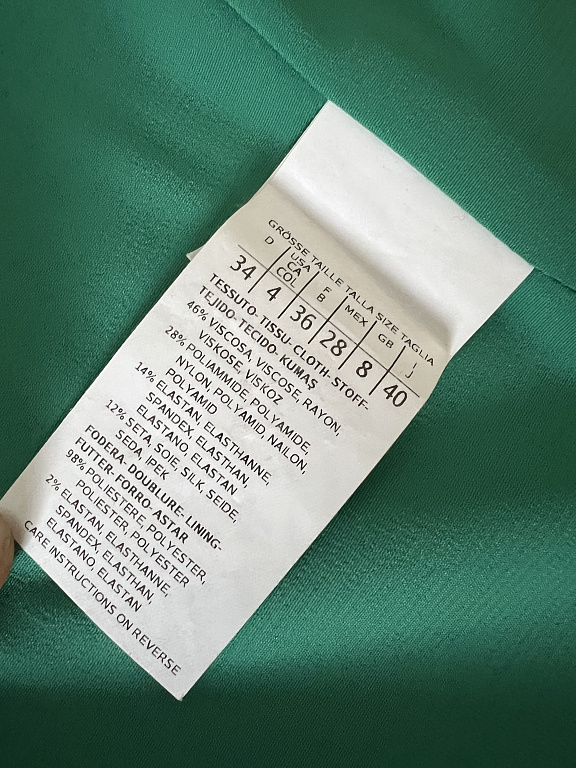 GRÖSSE TAILLE TALLA SIZE TAGLIA
D USA CA COL F B MEX GB I J
34 4 36 28 8 40
TESSUTO- TISSU- CLOTH- STOFF-
TEJIDO- TECIDO- KUMAŞ
46% VISCOSA, VISCOSE, RAYON,
VISKOSE, VISKOZ
28% POLIAMMIDE, POLYAMIDE,
NYLON, POLYAMID, NAILON,
POLYAMID
14% ELASTAN, ELASTHANNE,
SPANDEX, ELASTHAN,
ELASTANO, ELASTAN
12% SETA, SOIE, SILK, SEIDE,
SEDA, IPEK
FODERA- DOUBLURE- LINING-
FUTTER- FORRO- ASTAR
98% POLIESTERE, POLYESTER,
POLIESTER, POLYESTER
2% ELASTAN, ELASTHANNE,
SPANDEX, ELASTHAN,
ELASTANO, ELASTAN
CARE INSTRUCTIONS ON REVERSE